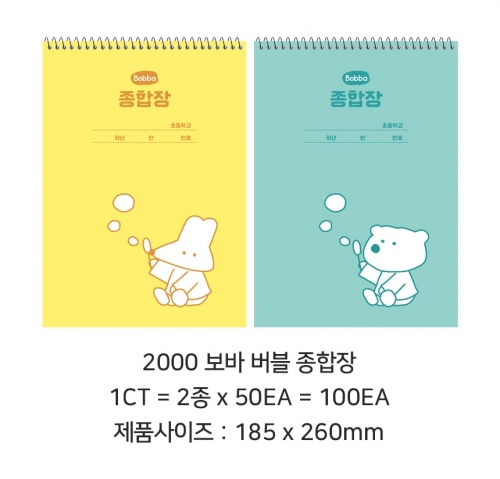 Bobbo
종합장
초등학교
학년 반 번호
Bobbo
종합장
초등학교
학년 반 번호
2000 보바 버블 종합장
1CT = 2종 x 50EA = 100EA
제품사이즈 : 185 x 260mm